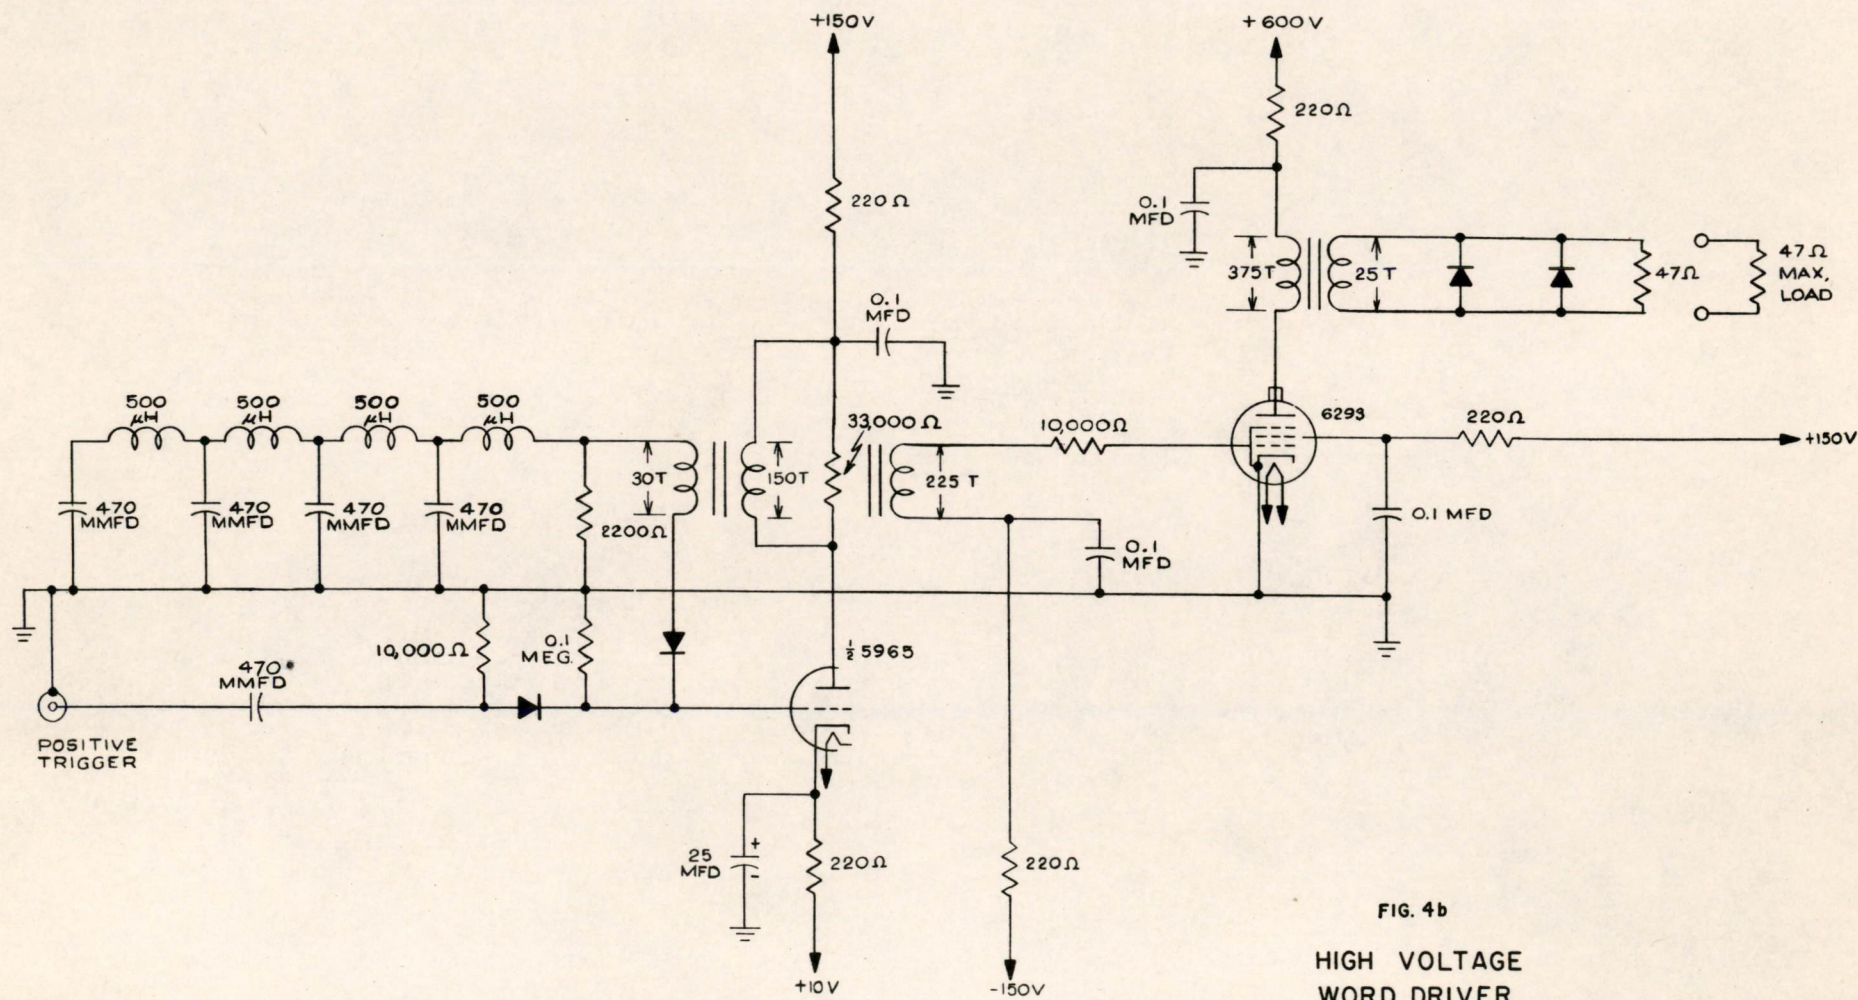 +150V
+600V
220Ω
220Ω
0.1
MFD
375T
25T
47Ω
47Ω
MAX,
LOAD
0.1
MFD
500
μH
500
μH
500
μH
500
μH
33,000Ω
10,000Ω
6293
220Ω
+150V
30T
150T
225T
470
MMFD
470
MMFD
470
MMFD
470
MMFD
2200Ω
0.1
MFD
0.1 MFD
10,000Ω
0.1
MEG.
½ 5965
470
MMFD
POSITIVE
TRIGGER
25
MFD
+
-
220Ω
220Ω
+10V
-150V
FIG. 4b
HIGH VOLTAGE
WORD DRIVER